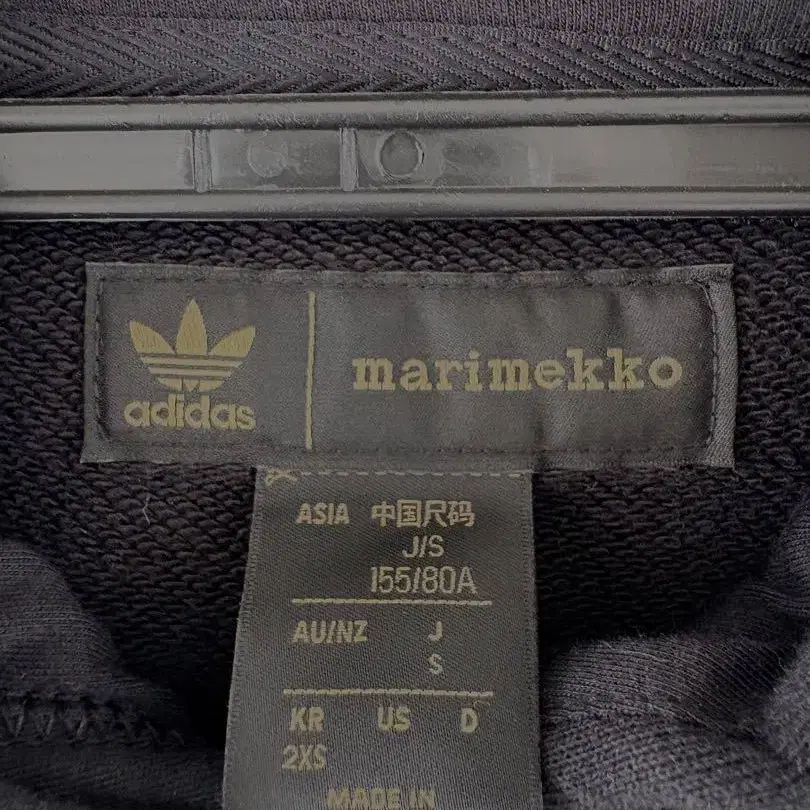 adidas
marimekko
ASIA 中国尺码
J/S
155/80A
AU/NZ J
S
KR US D
2XS
MADE IN